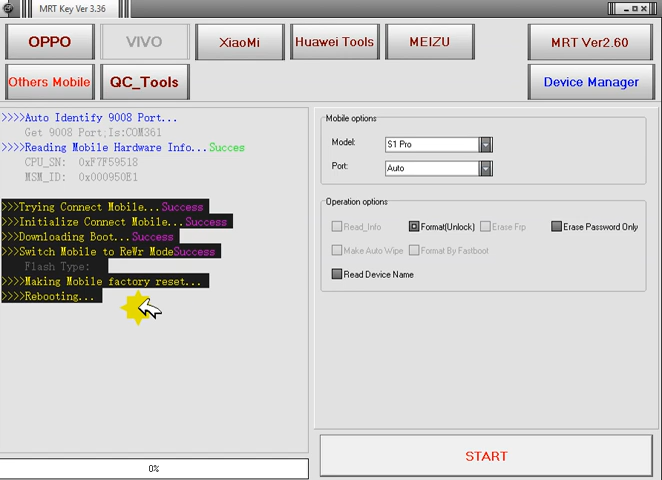 MRT Key Ver 3.36
OPPO
VIVO
XiaoMi
Huawei Tools
MEIZU
MRT Ver2.60
Others Mobile
QC_Tools
Device Manager
>>>>Auto Identify 9008 Port...
Get 9008 Port;Is:COM361
>>>>Reading Mobile Hardware Info...Succes
CPU_SN: 0xF7F59518
MSM_ID: 0x000950E1
>>>Trying Connect Mobile...Success
>>>>Initialize Connect Mobile...Success
>>>>Downloading Boot...Success
>>>>Switch Mobile to ReWr ModeSuccess
Flash Type:
>>>>Making Mobile factory reset...
>>>>Rebooting...
0%
Mobile options
Model: S1 Pro
Port: Auto
Operation options
Read_Info Format(Unlock) Erase Frp Erase Password Only
Make Auto Wipe Format By Fastboot
Read Device Name
START